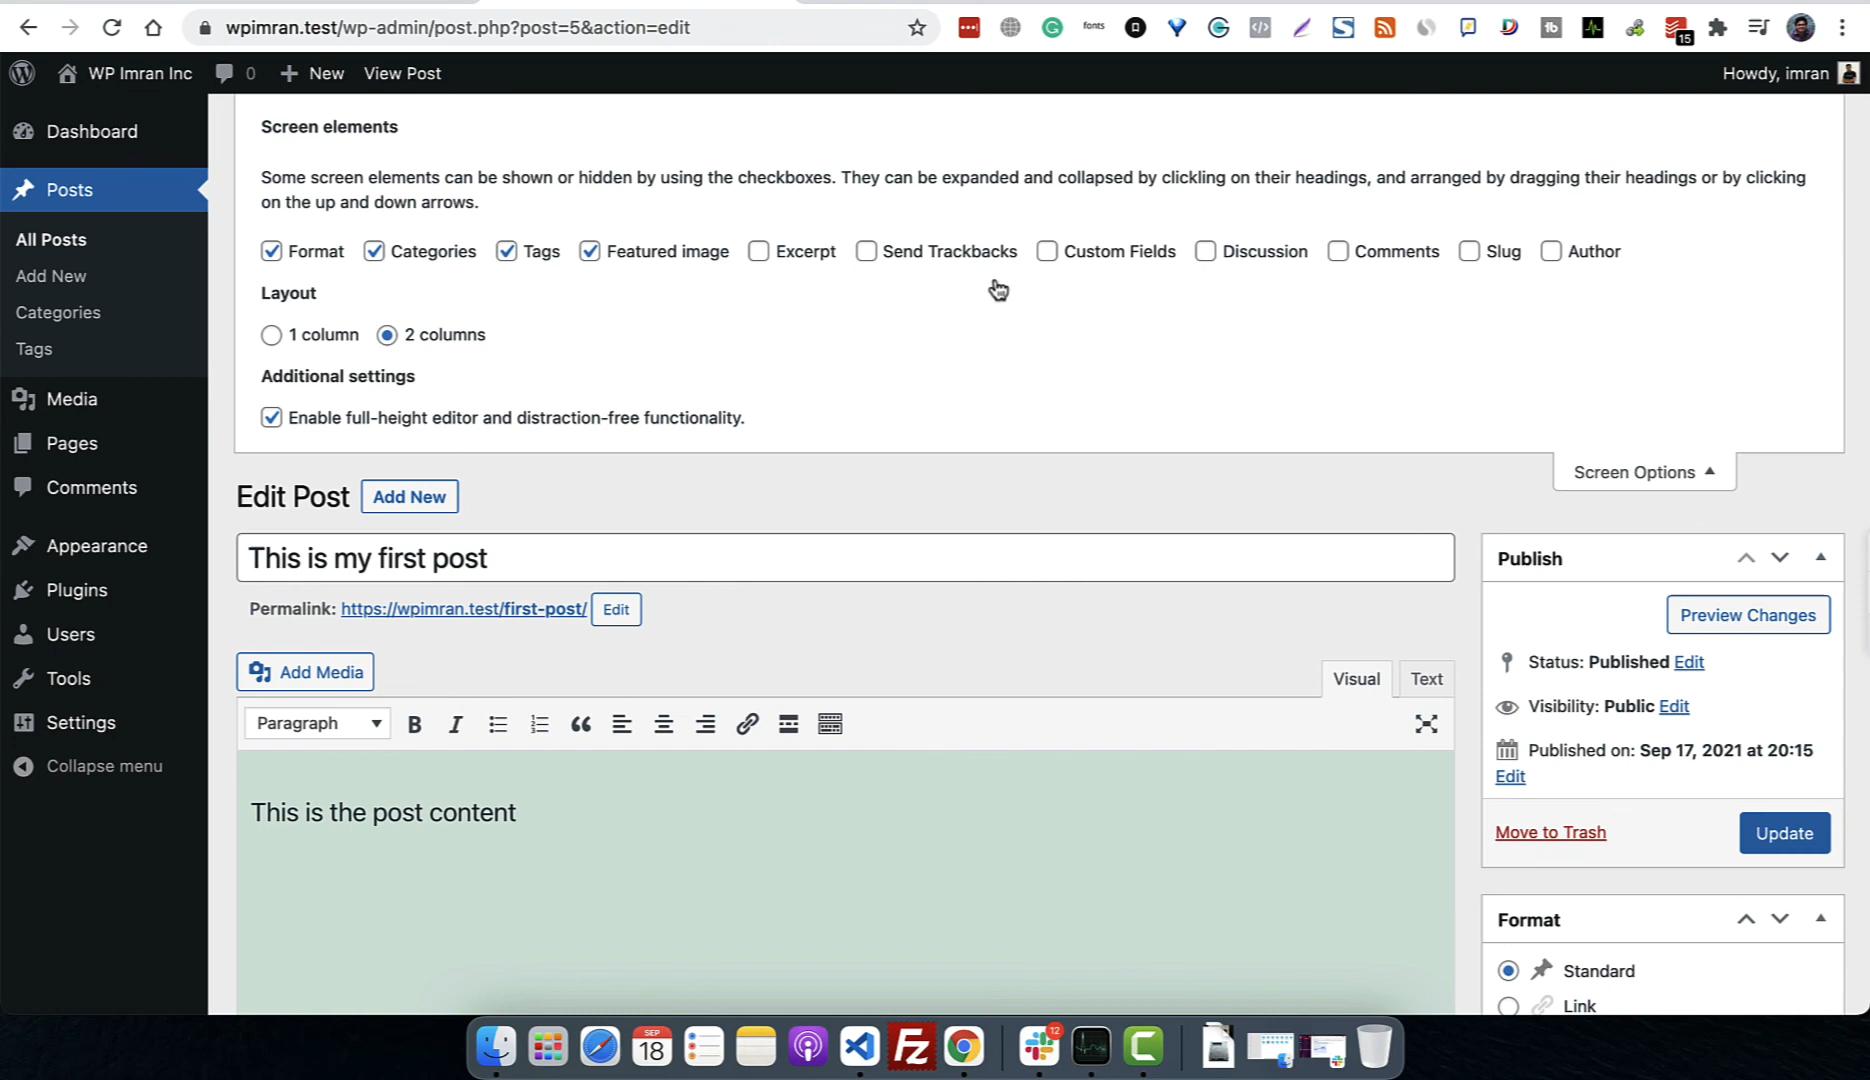 wpimran.test/wp-admin/post.php?post=5&action=edit
fonts
15
WP Imran Inc
0
New
View Post
Howdy, imran
Dashboard
Posts
All Posts
Add New
Categories
Tags
Media
Pages
Comments
Appearance
Plugins
Users
Tools
Settings
Collapse menu
Screen elements
Some screen elements can be shown or hidden by using the checkboxes. They can be expanded and collapsed by clickling on their headings, and arranged by dragging their headings or by clicking
on the up and down arrows.
Format Categories Tags Featured image Excerpt Send Trackbacks Custom Fields Discussion Comments Slug Author
Layout
1 column 2 columns
Additional settings
Enable full-height editor and distraction-free functionality.
Screen Options
Edit Post Add New
This is my first post
Permalink: https://wpimran.test/first-post/ Edit
Add Media
Visual Text
Paragraph B I
This is the post content
Publish
Preview Changes
Status: Published Edit
Visibility: Public Edit
Published on: Sep 17, 2021 at 20:15
Edit
Move to Trash
Update
Format
Standard
Link
SEP
18
Fz
12